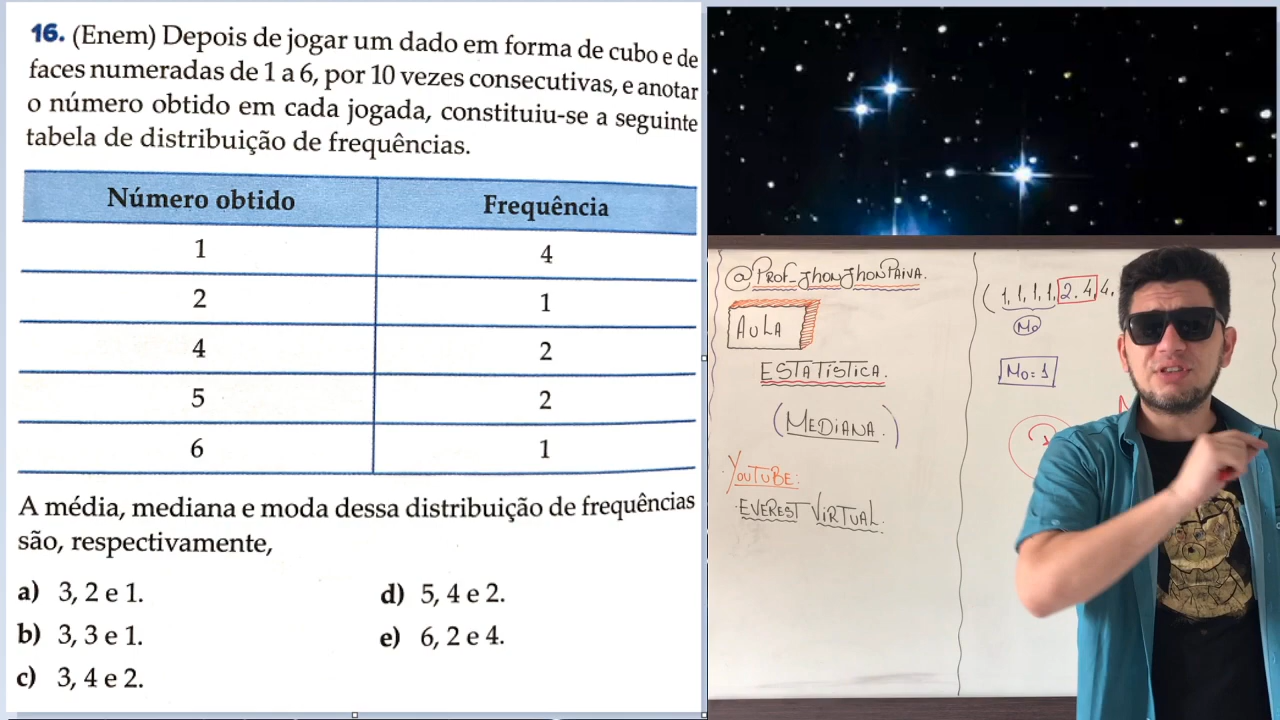 16. (Enem) Depois de jogar um dado em forma de cubo e de
faces numeradas de 1 a 6, por 10 vezes consecutivas, e anotar
o número obtido em cada jogada, constituiu-se a seguinte
tabela de distribuição de frequências.
Número obtido Frequência
1 4
2 1
4 2
5 2
6 1
A média, mediana e moda dessa distribuição de frequências
são, respectivamente,
a) 3, 2 e 1.
b) 3, 3 e 1.
c) 3, 4 e 2.
d) 5, 4 e 2.
e) 6, 2 e 4.
@Prof_JhonJhonPaiva.
AULA
ESTATÍSTICA.
(MEDIANA.)
YOUTUBE:
EVEREST VIRTUAL.
(1, 1, 1, 1, 2. 4, 4,
Mo
Mo = 1